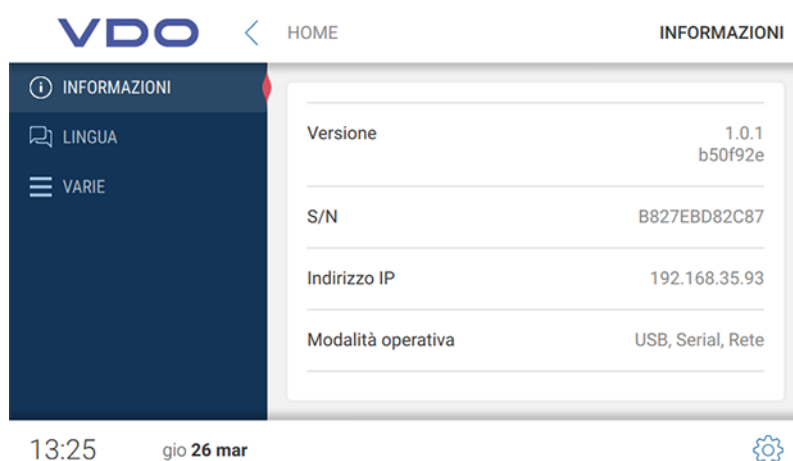 VDO HOME INFORMAZIONI
INFORMAZIONI
LINGUA
VARIE
Versione 1.0.1
b50f92e
S/N B827EBD82C87
Indirizzo IP 192.168.35.93
Modalità operativa USB, Serial, Rete
13:25 gio 26 mar